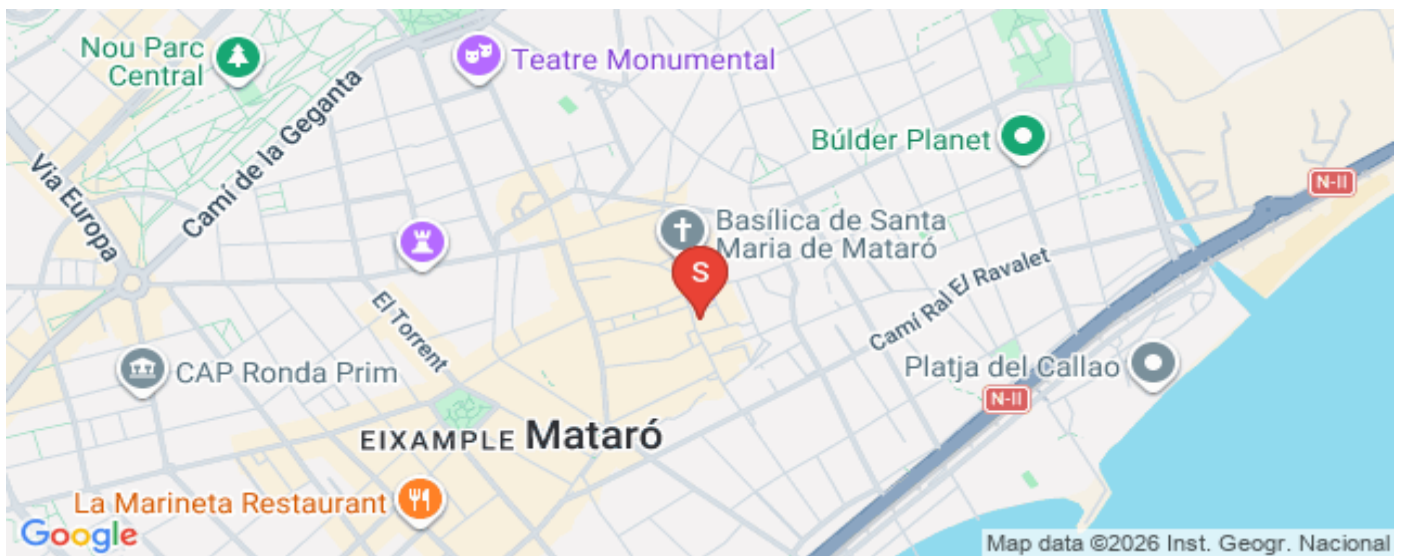 Nou Parc
Central
Teatre Monumental
Camí de la Geganta
Via Europa
Búlder Planet
N-II
Basílica de Santa
Maria de Mataró
S
El Torrent
Camí Ral E/ Ravalet
CAP Ronda Prim
Platja del Callao
N-II
EIXAMPLE Mataró
La Marineta Restaurant
Google
Map data ©2026 Inst. Geogr. Nacional